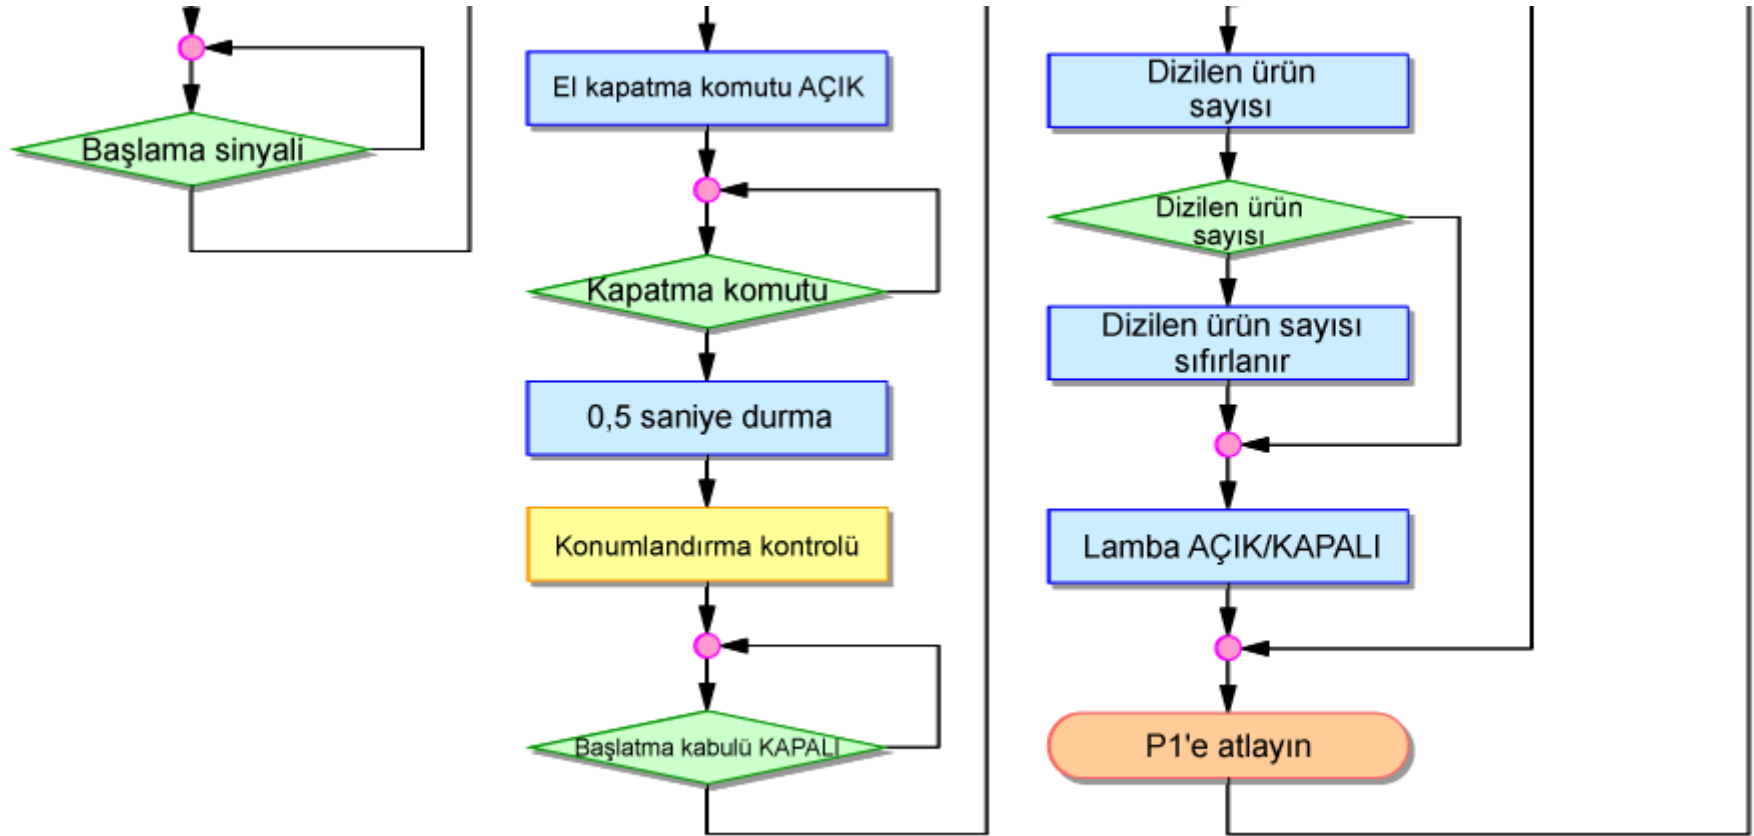 Başlama sinyali
El kapatma komutu AÇIK
Kapatma komutu
0,5 saniye durma
Konumlandırma kontrolü
Başlatma kabulü KAPALI
Dizilen ürün
sayısı
Dizilen ürün
sayısı
Dizilen ürün sayısı
sıfırlanır
Lamba AÇIK/KAPALI
P1'e atlayın